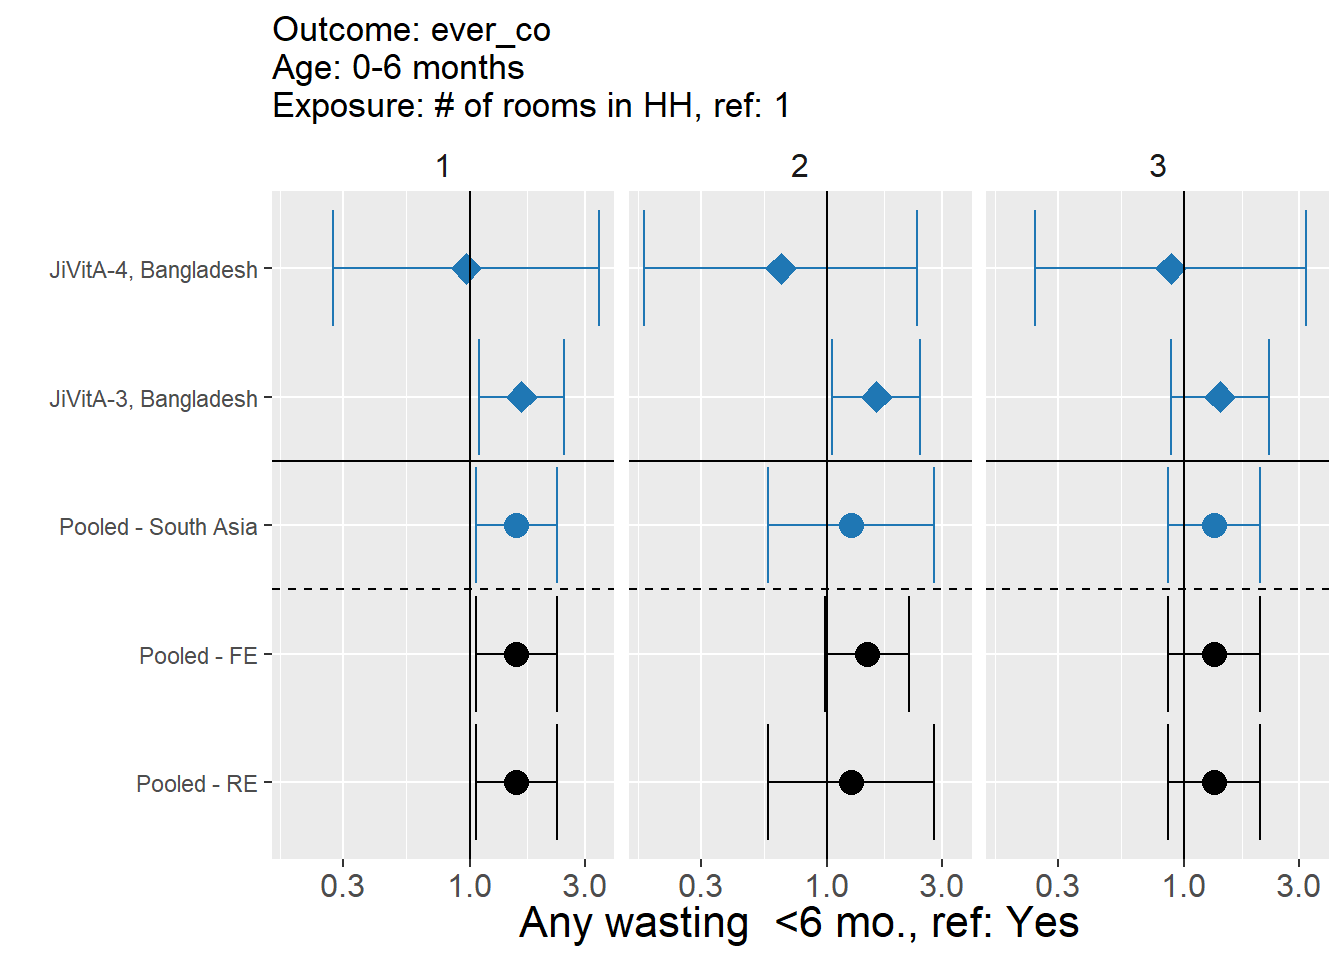 Outcome: ever_co
Age: 0-6 months
Exposure: # of rooms in HH, ref: 1
1 2 3
JiVitA-4, Bangladesh
JiVitA-3, Bangladesh
Pooled - South Asia
Pooled - FE
Pooled - RE
0.3 1.0 3.0 0.3 1.0 3.0 0.3 1.0 3.0
Any wasting  <6 mo., ref: Yes